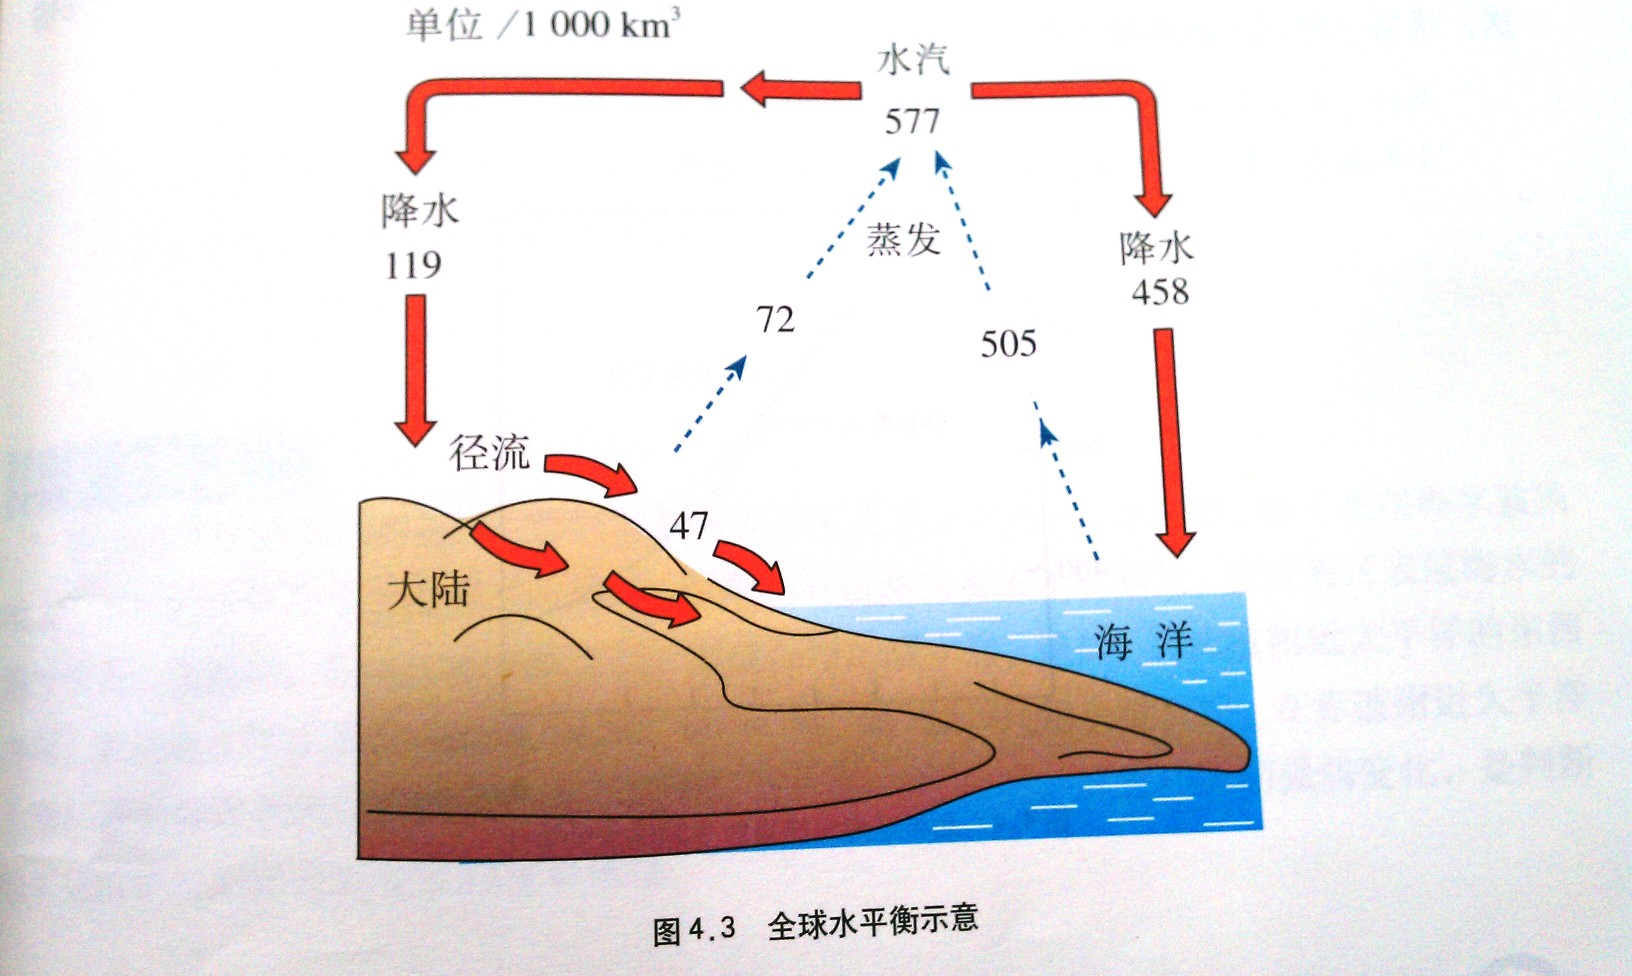 单位 /1 000 km³
水汽
577
降水
119
蒸发
降水
458
72
505
径流
47
大陆
海 洋
图4.3 全球水平衡示意